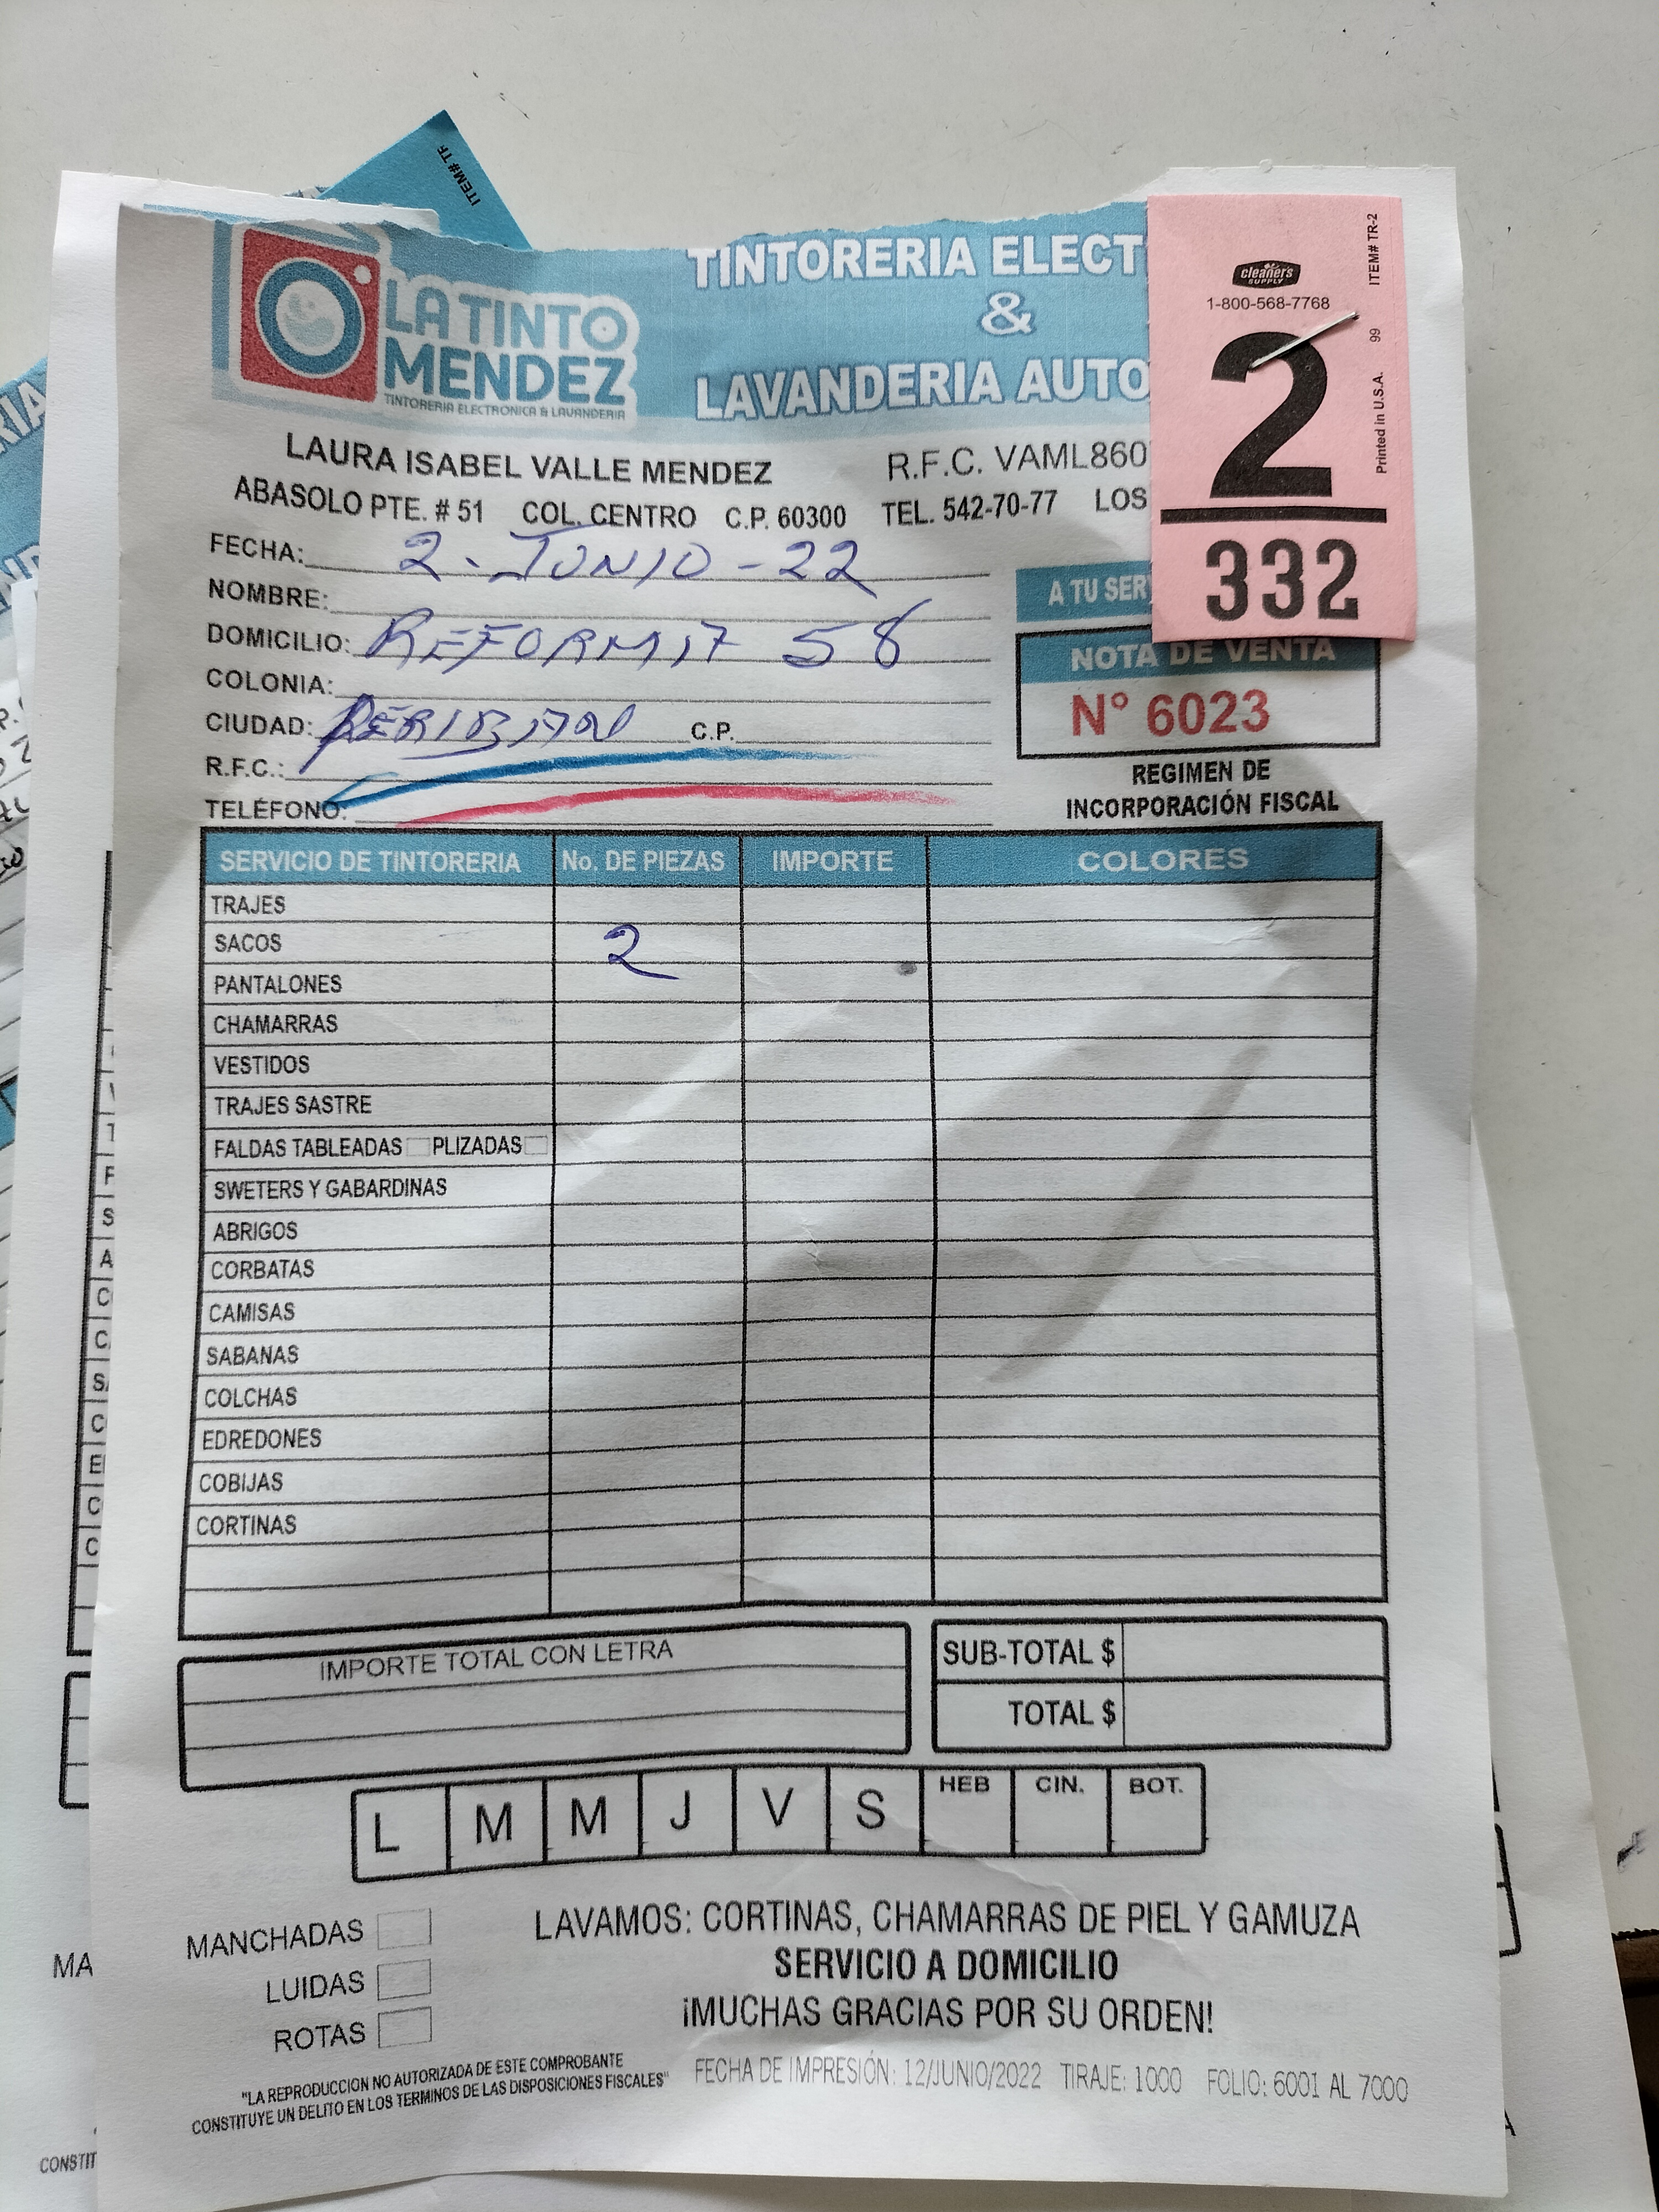 ITEM# TR
LA TINTO
MENDEZ
TINTORERIA ELECTRONICA & LAVANDERIA
TINTORERIA ELECT
&
LAVANDERIA AUTO
cleaner's
SUPPLY
1-800-568-7768
2
332
ITEM# TR-2
99
Printed in U.S.A.
LAURA ISABEL VALLE MENDEZ R.F.C. VAML860
ABASOLO PTE. # 51 COL. CENTRO C.P. 60300 TEL. 542-70-77 LOS
FECHA: 2-JUNIO-22
NOMBRE:
DOMICILIO: REFORMA 58
COLONIA:
CIUDAD: PERIBAN C.P.
R.F.C.:
TELÉFONO:
A TU SER
NOTA DE VENTA
N° 6023
REGIMEN DE
INCORPORACIÓN FISCAL
SERVICIO DE TINTORERIA No. DE PIEZAS IMPORTE COLORES
TRAJES
SACOS 2
PANTALONES
CHAMARRAS
VESTIDOS
TRAJES SASTRE
FALDAS TABLEADAS PLIZADAS
SWETERS Y GABARDINAS
ABRIGOS
CORBATAS
CAMISAS
SABANAS
COLCHAS
EDREDONES
COBIJAS
CORTINAS
IMPORTE TOTAL CON LETRA
SUB-TOTAL $
TOTAL $
L M M J V S HEB CIN. BOT.
MANCHADAS
LUIDAS
ROTAS
LAVAMOS: CORTINAS, CHAMARRAS DE PIEL Y GAMUZA
SERVICIO A DOMICILIO
¡MUCHAS GRACIAS POR SU ORDEN!
"LA REPRODUCCION NO AUTORIZADA DE ESTE COMPROBANTE
CONSTITUYE UN DELITO EN LOS TERMINOS DE LAS DISPOSICIONES FISCALES"
FECHA DE IMPRESIÓN: 12/JUNIO/2022 TIRAJE: 1000 FOLIO: 6001 AL 7000
MA
CONSTIT